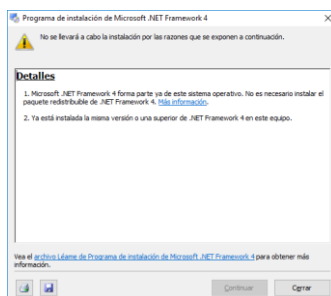 Programa de instalación de Microsoft .NET Framework 4
No se llevará a cabo la instalación por las razones que se exponen a continuación.
Detalles
1. Microsoft .NET Framework 4 forma parte ya de este sistema operativo. No es necesario instalar el
paquete redistribuible de .NET Framework 4. Más información.
2. Ya está instalada la misma versión o una superior de .NET Framework 4 en este equipo.
Vea el archivo Léame de Programa de instalación de Microsoft .NET Framework 4 para obtener más
información.
Continuar Cerrar